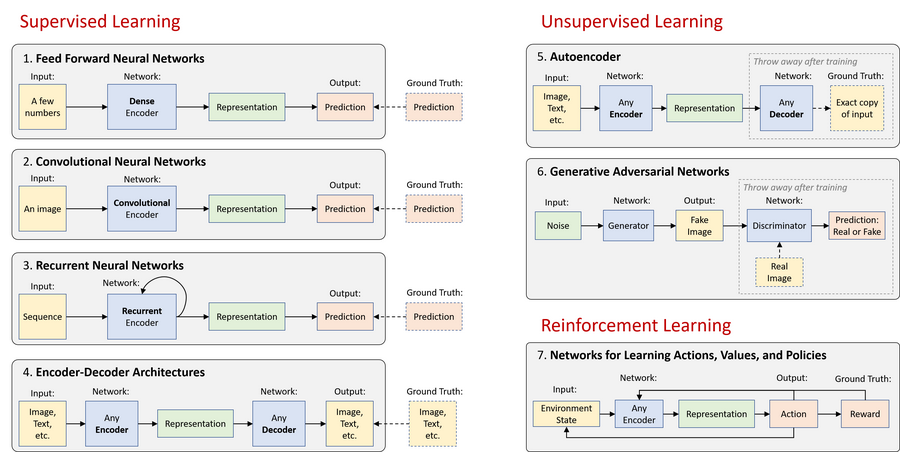 Supervised Learning
1. Feed Forward Neural Networks
Input:
Network:
Output:
Ground Truth:
A few
numbers
Dense
Encoder
Representation
Prediction
Prediction
2. Convolutional Neural Networks
Input:
Network:
Output:
Ground Truth:
An image
Convolutional
Encoder
Representation
Prediction
Prediction
3. Recurrent Neural Networks
Input:
Network:
Output:
Ground Truth:
Sequence
Recurrent
Encoder
Representation
Prediction
Prediction
4. Encoder-Decoder Architectures
Input:
Network:
Network:
Output:
Ground Truth:
Image,
Text,
etc.
Any
Encoder
Representation
Any
Decoder
Image,
Text,
etc.
Image,
Text,
etc.
Unsupervised Learning
5. Autoencoder
Throw away after training
Input:
Network:
Network:
Ground Truth:
Image,
Text,
etc.
Any
Encoder
Representation
Any
Decoder
Exact copy
of input
6. Generative Adversarial Networks
Throw away after training
Input:
Network:
Output:
Network:
Noise
Generator
Fake
Image
Discriminator
Prediction:
Real or Fake
Real
Image
Reinforcement Learning
7. Networks for Learning Actions, Values, and Policies
Input:
Network:
Output:
Ground Truth:
Environment
State
Any
Encoder
Representation
Action
Reward